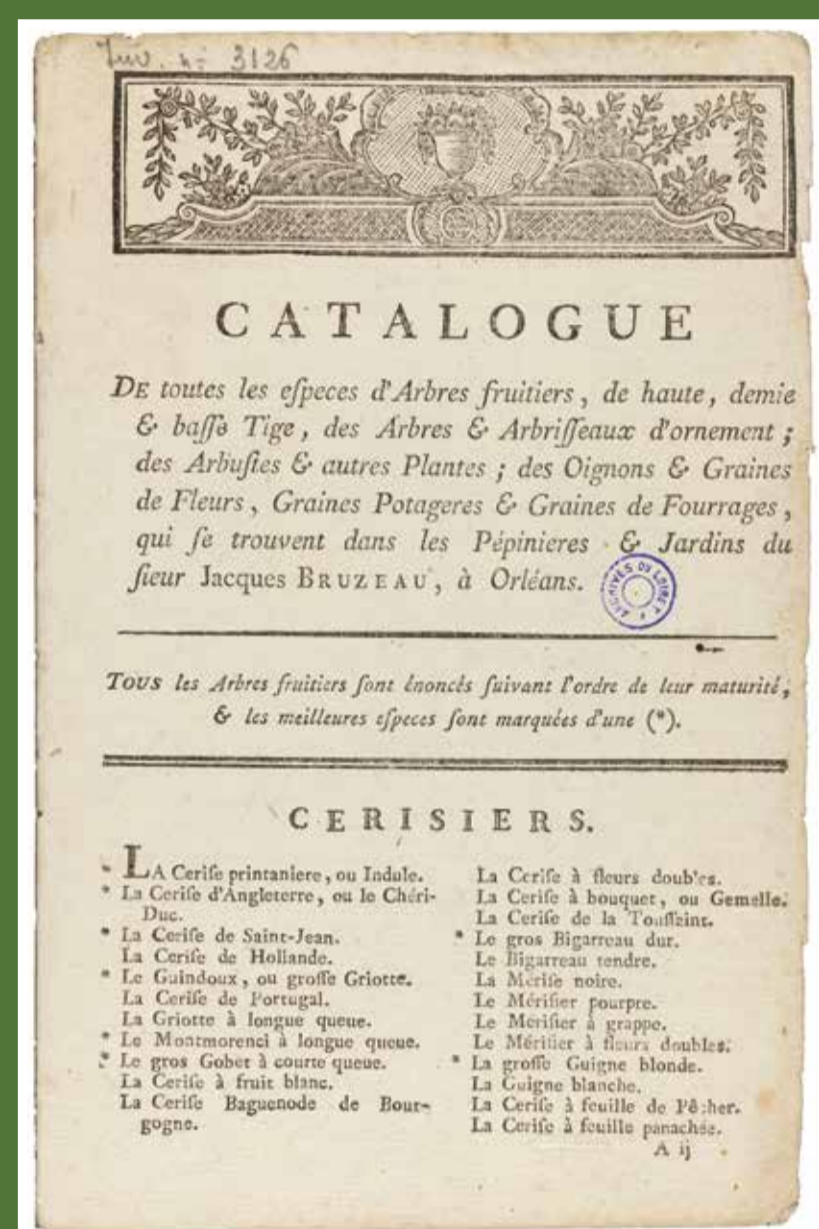 Inv. n° 3126
CATALOGUE
DE toutes les eſpeces d'Arbres fruitiers, de haute, demie
& baſſe Tige, des Arbres & Arbriſſeaux d'ornement ;
des Arbuſtes & autres Plantes ; des Oignons & Graines
de Fleurs, Graines Potageres & Graines de Fourrages,
qui ſe trouvent dans les Pépinieres & Jardins du
ſieur Jacques BRUZEAU, à Orléans.
ARCHIVES DU LOIRET
TOUS les Arbres fruitiers ſont énoncés ſuivant l'ordre de leur maturité,
& les meilleures eſpeces ſont marquées d'une (*).
CERISIERS.
* LA Ceriſe printaniere, ou Indule.
* La Ceriſe d'Angleterre, ou le Chéri-
Duc.
* La Ceriſe de Saint-Jean.
La Ceriſe de Hollande.
* Le Guindoux, ou groſſe Griotte.
La Ceriſe de Portugal.
La Griotte à longue queue.
* Le Montmorenci à longue queue.
* Le gros Gobet à courte queue.
La Ceriſe à fruit blanc.
La Ceriſe Baguenode de Bour-
gogne.
La Ceriſe à fleurs doubles.
La Ceriſe à bouquet, ou Gemelle.
La Ceriſe de la Touſſaint.
* Le gros Bigarreau dur.
Le Bigarreau tendre.
La Mériſe noire.
Le Mériſier pourpre.
Le Mériſier à grappe.
Le Mériſier à fleurs doubles.
* La groſſe Guigne blonde.
La Guigne blanche.
La Ceriſe à feuille de Pêcher.
La Ceriſe à feuille panachée.
A ij